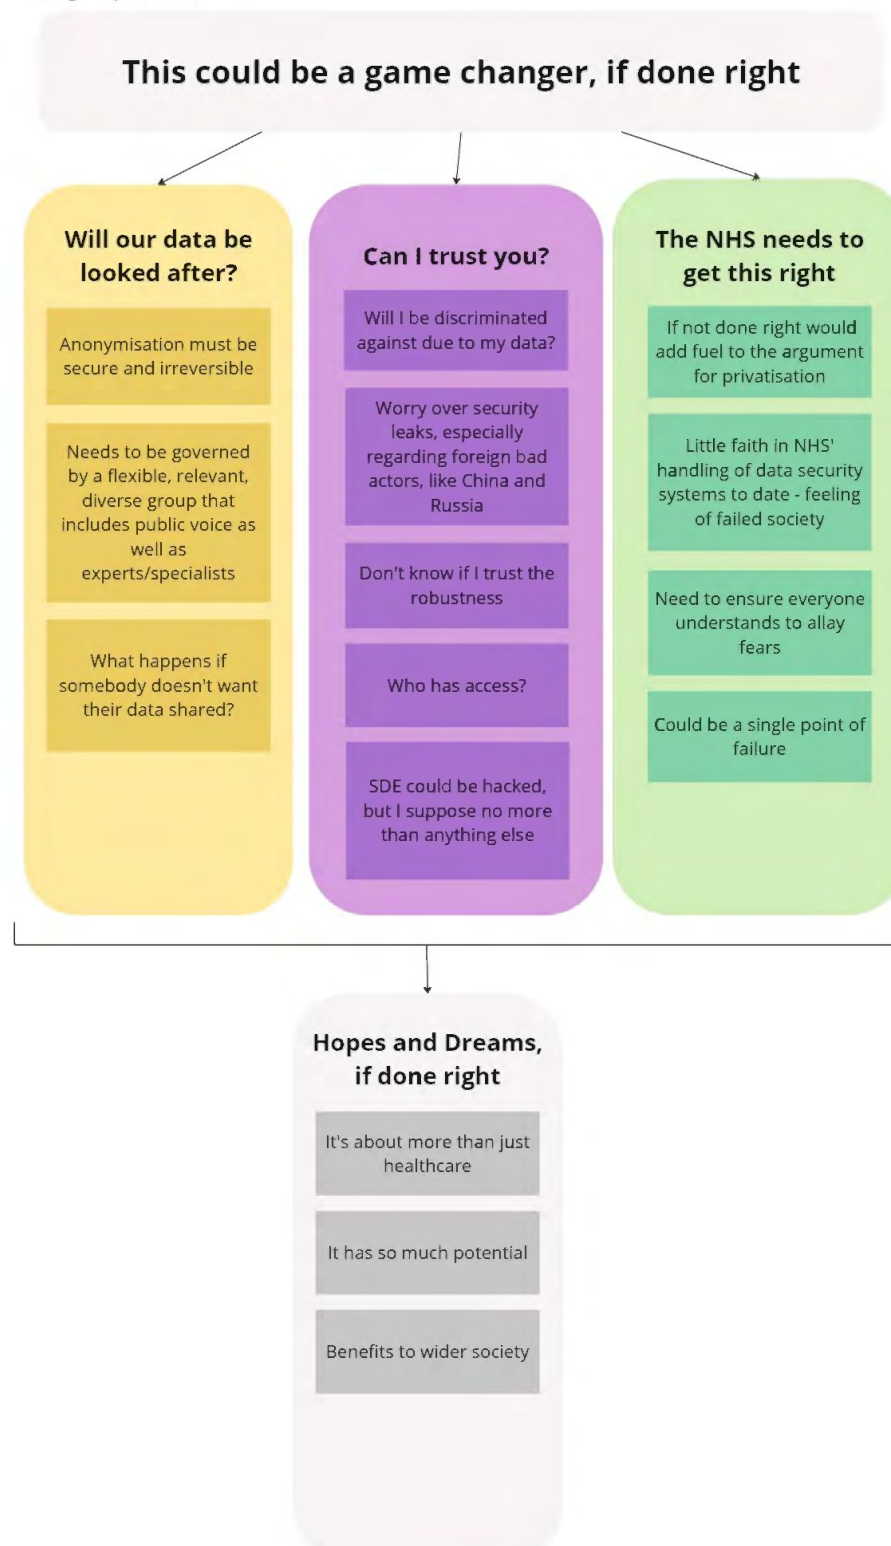 This could be a game changer, if done right
Will our data be
looked after?
Anonymisation must be
secure and irreversible
Needs to be governed
by a flexible, relevant,
diverse group that
includes public voice as
well as
experts/specialists
What happens if
somebody doesn't want
their data shared?
Can I trust you?
Will I be discriminated
against due to my data?
Worry over security
leaks, especially
regarding foreign bad
actors, like China and
Russia
Don't know if I trust the
robustness
Who has access?
SDE could be hacked,
but I suppose no more
than anything else
The NHS needs to
get this right
If not done right would
add fuel to the argument
for privatisation
Little faith in NHS'
handling of data security
systems to date - feeling
of failed society
Need to ensure everyone
understands to allay
fears
Could be a single point of
failure
Hopes and Dreams,
if done right
It's about more than just
healthcare
It has so much potential
Benefits to wider society